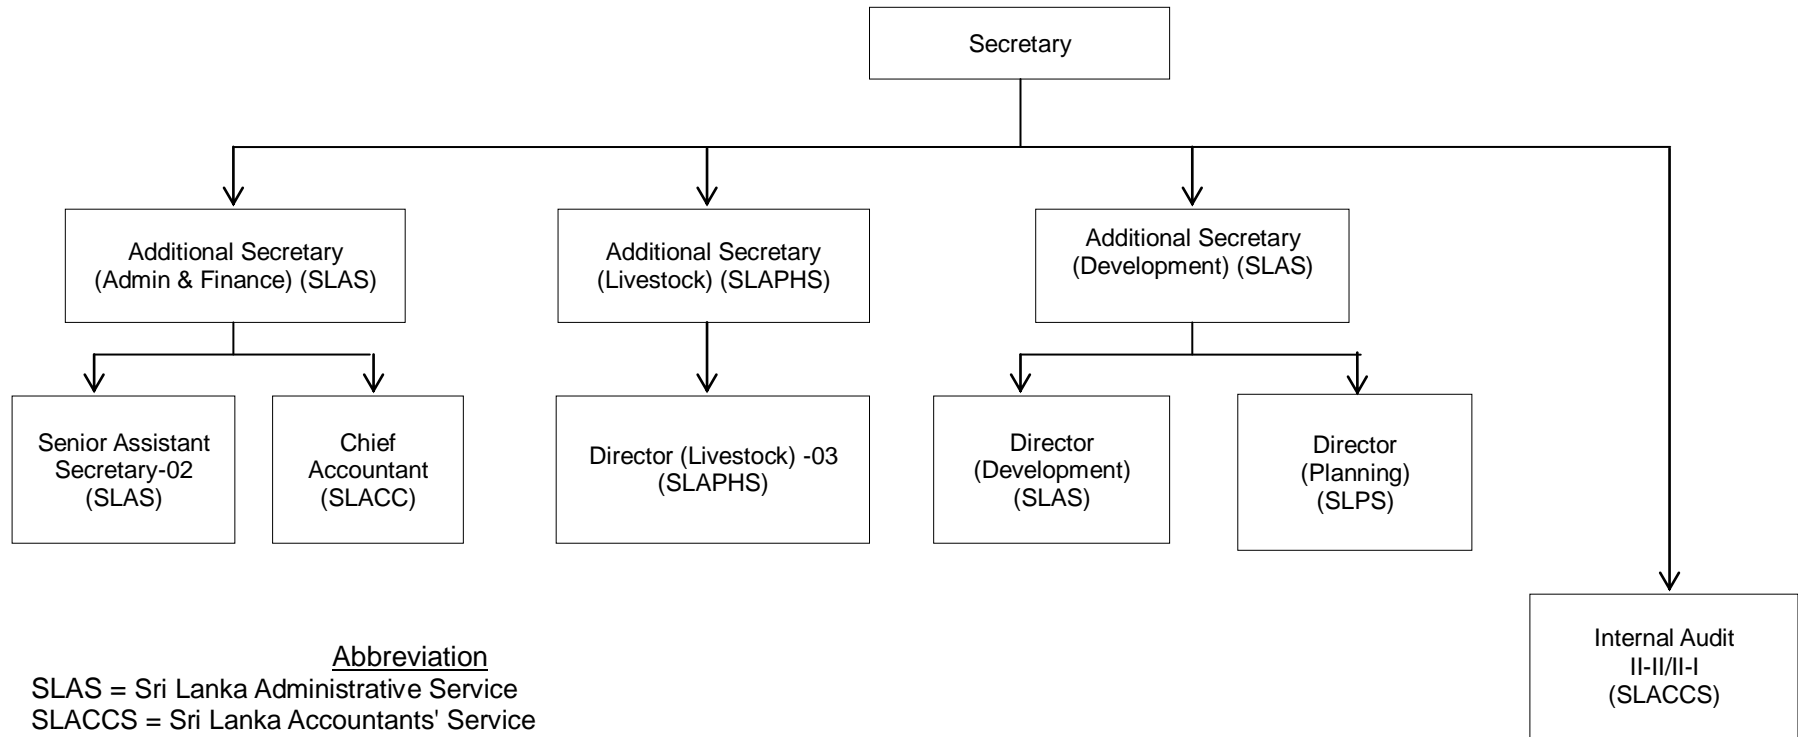 Secretary
Additional Secretary
(Admin & Finance) (SLAS)
Additional Secretary
(Livestock) (SLAPHS)
Additional Secretary
(Development) (SLAS)
Senior Assistant
Secretary-02
(SLAS)
Chief
Accountant
(SLACC)
Director (Livestock) -03
(SLAPHS)
Director
(Development)
(SLAS)
Director
(Planning)
(SLPS)
Internal Audit
II-II/II-I
(SLACCS)
Abbreviation
SLAS = Sri Lanka Administrative Service
SLACCS = Sri Lanka Accountants' Service